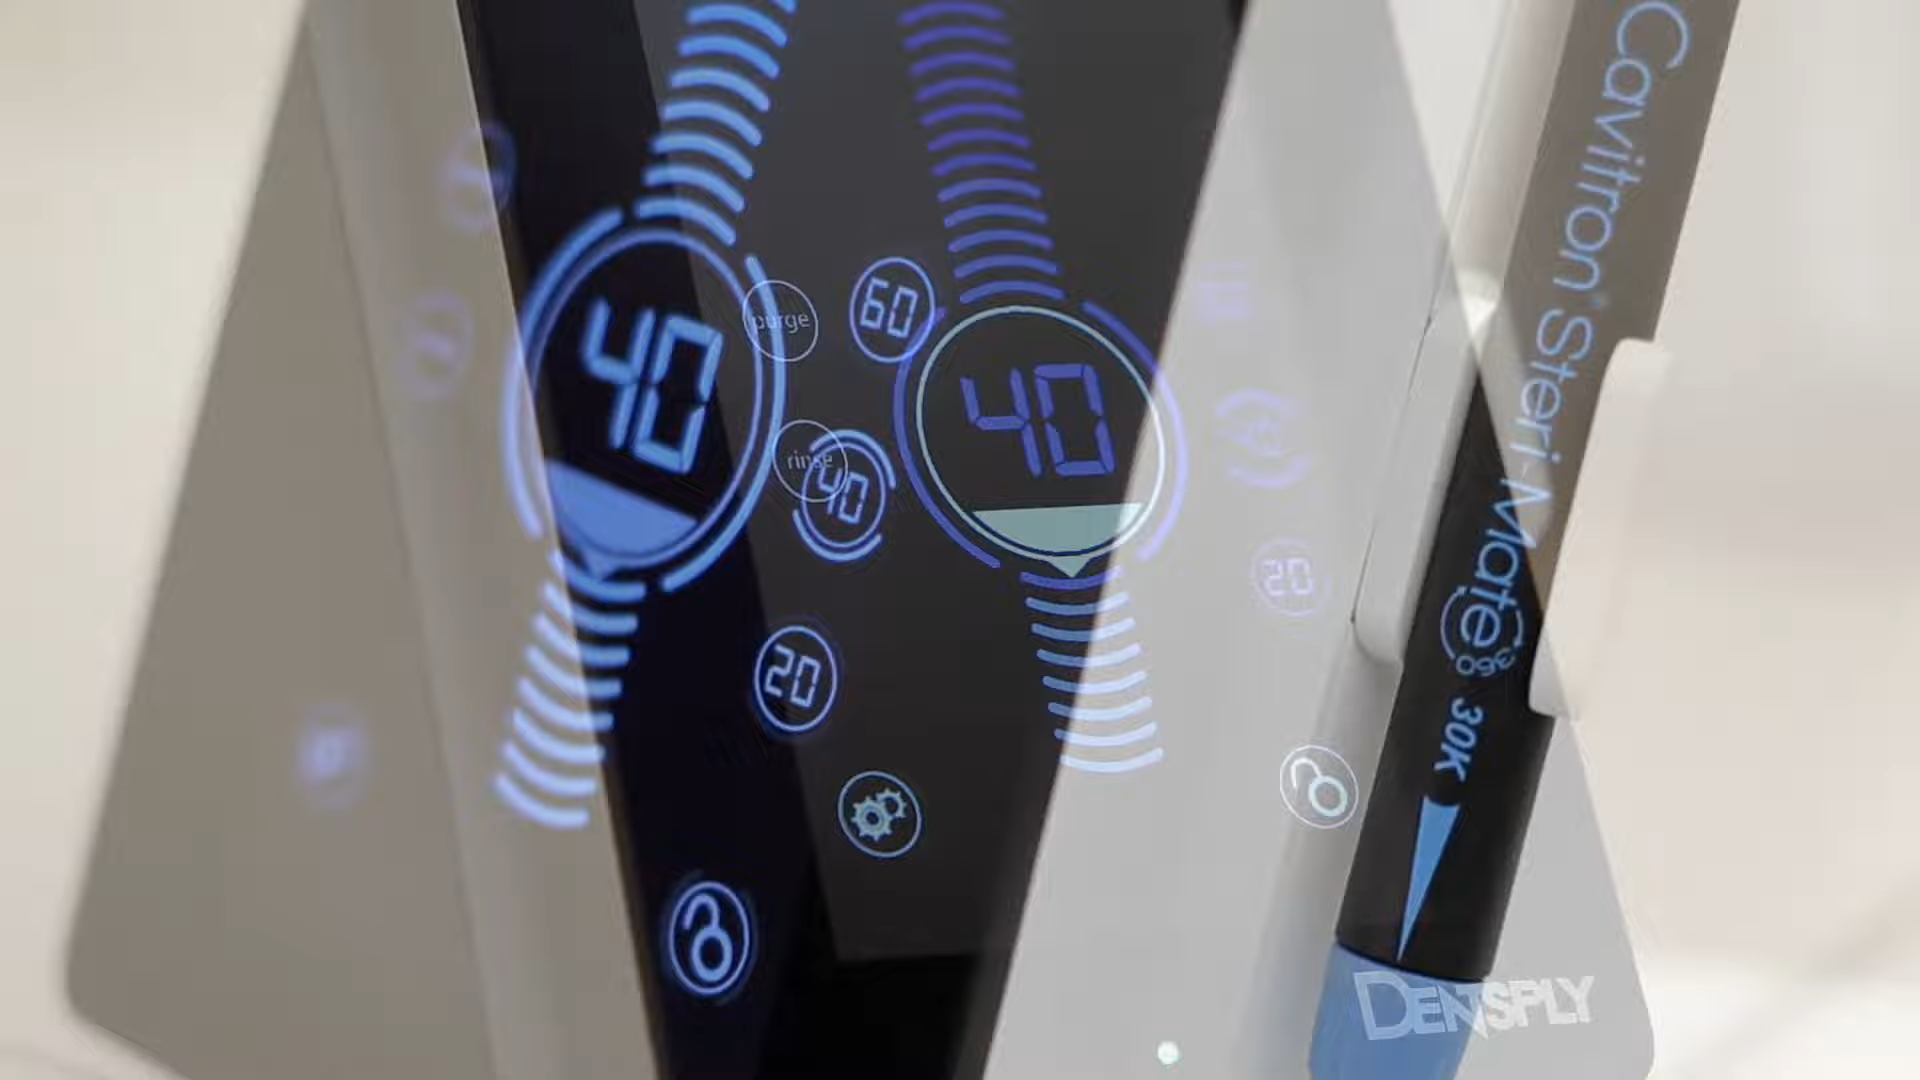 Cavitron® Steri-Mate
360
30K
40
purge
60
40
rinse
40
20
20
DENTSPLY